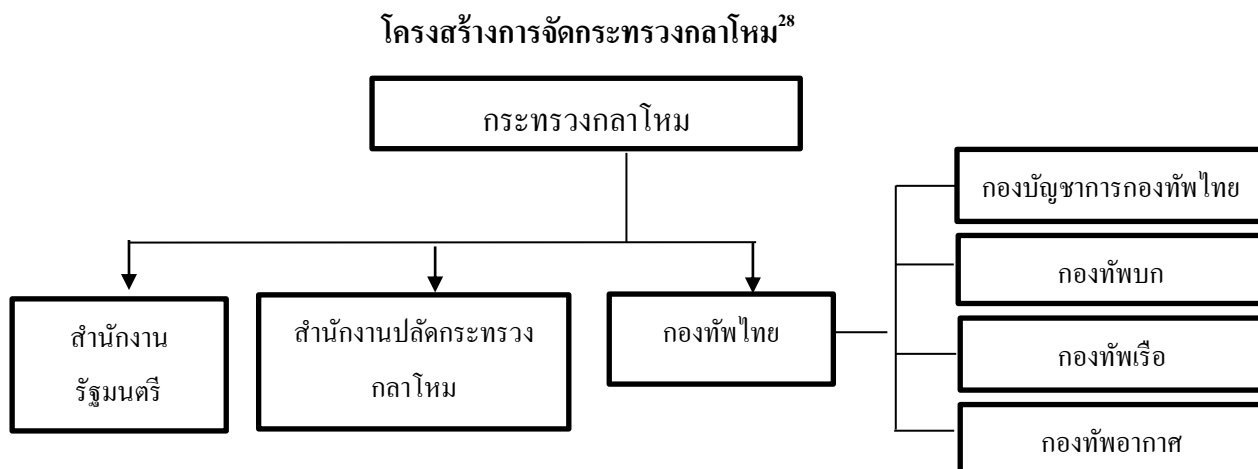 โครงสร้างการจัดกระทรวงกลาโหม28
กระทรวงกลาโหม
สำนักงาน
รัฐมนตรี
สำนักงานปลัดกระทรวง
กลาโหม
กองทัพไทย
กองบัญชาการกองทัพไทย
กองทัพบก
กองทัพเรือ
กองทัพอากาศ